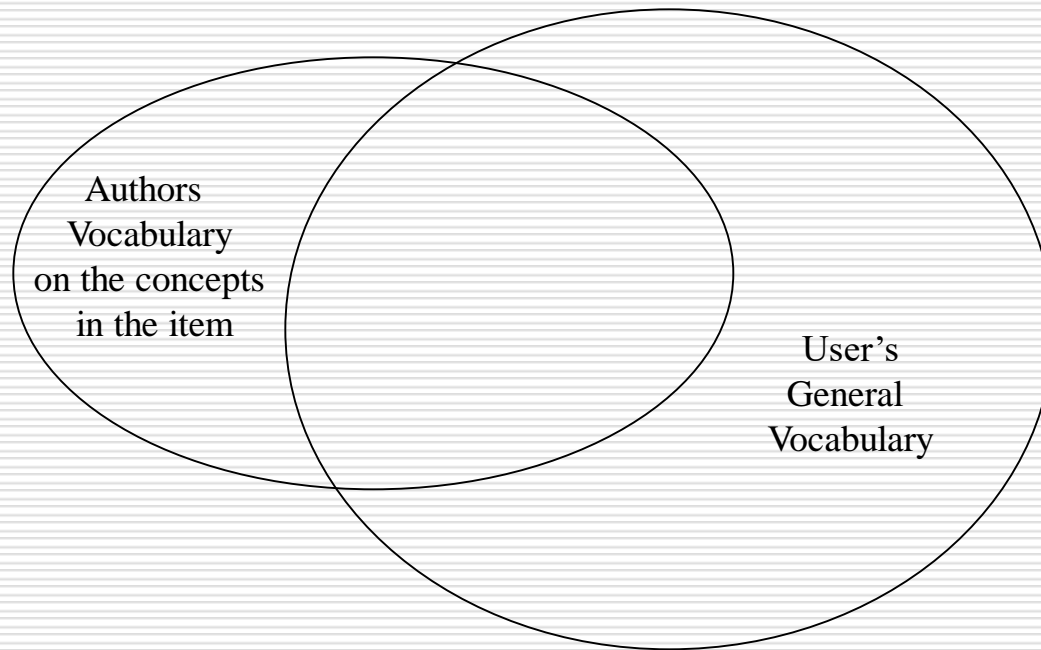 Authors
Vocabulary
on the concepts
in the item
User’s
General
Vocabulary